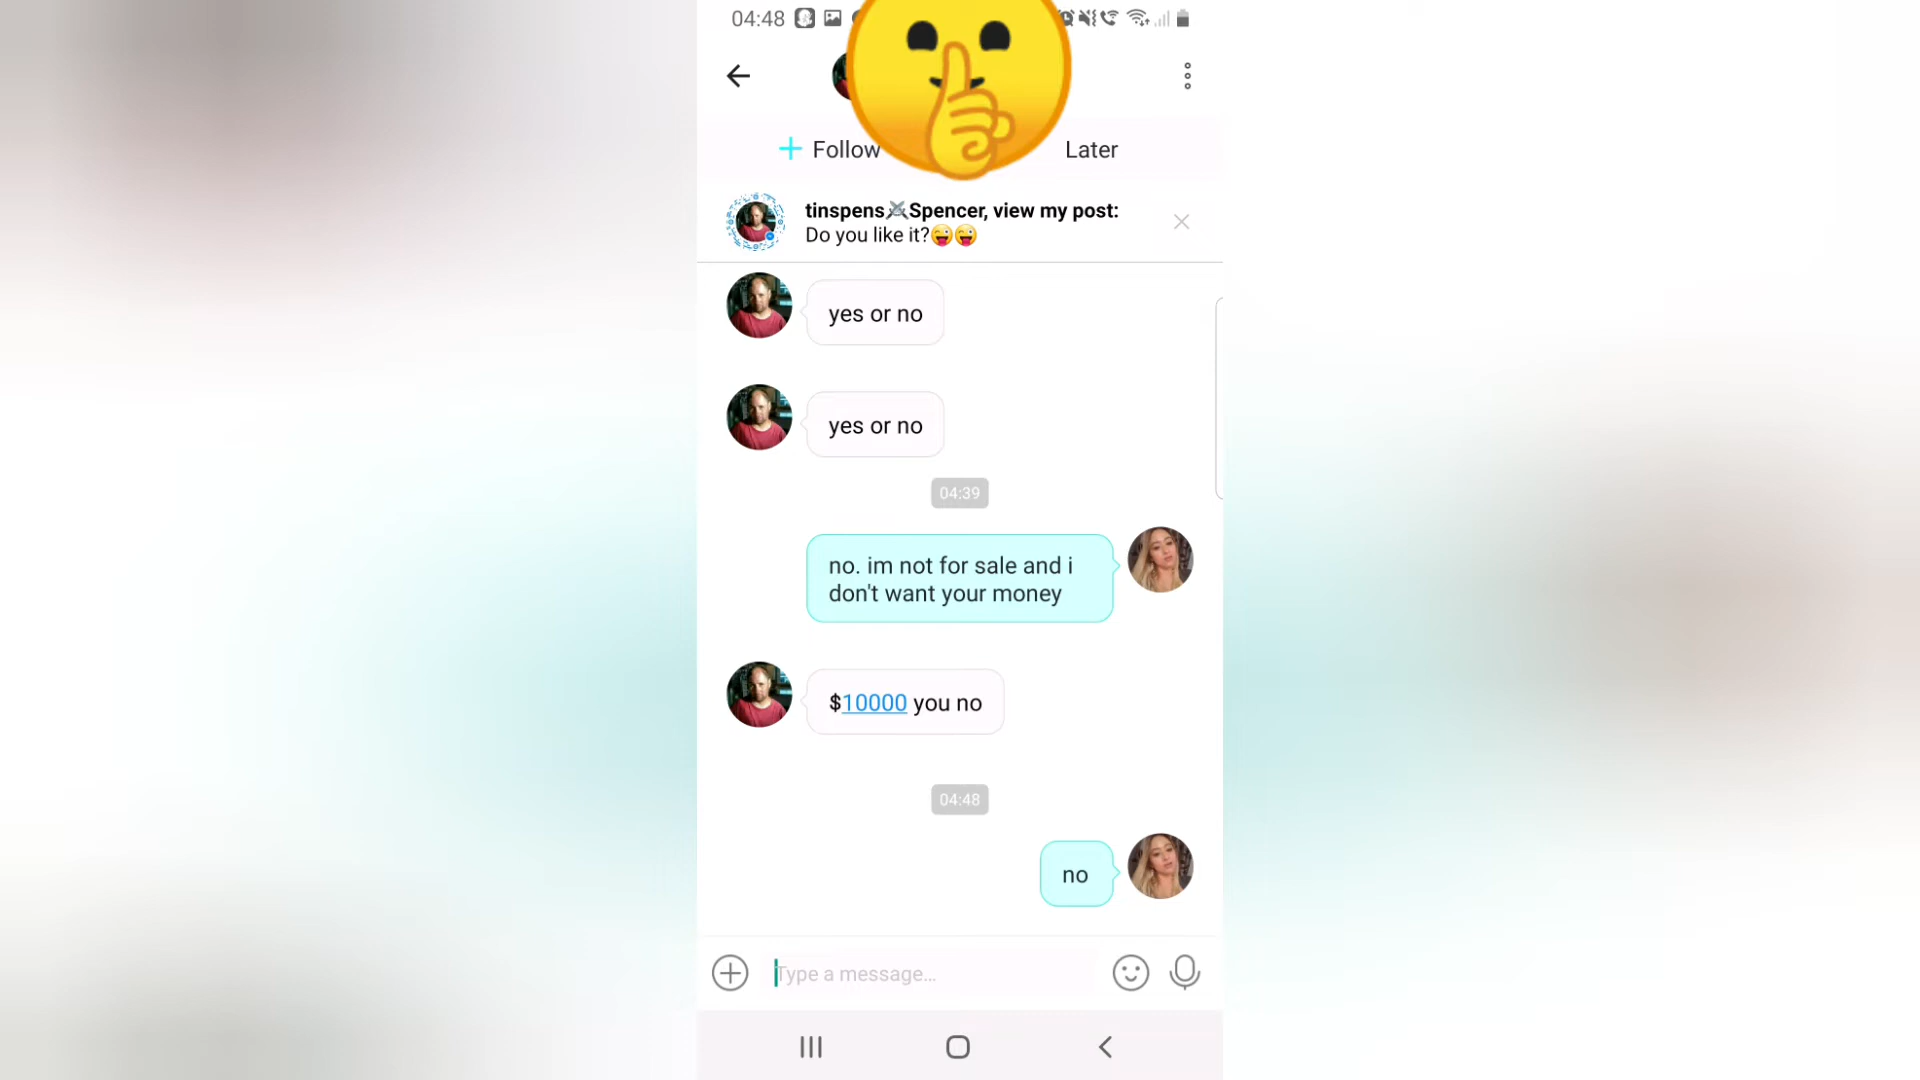 04:48
Follow
Later
tinspens⚔Spencer, view my post:
Do you like it?😜😜
yes or no
yes or no
04:39
no. im not for sale and i
don't want your money
$10000 you no
04:48
no
Type a message...